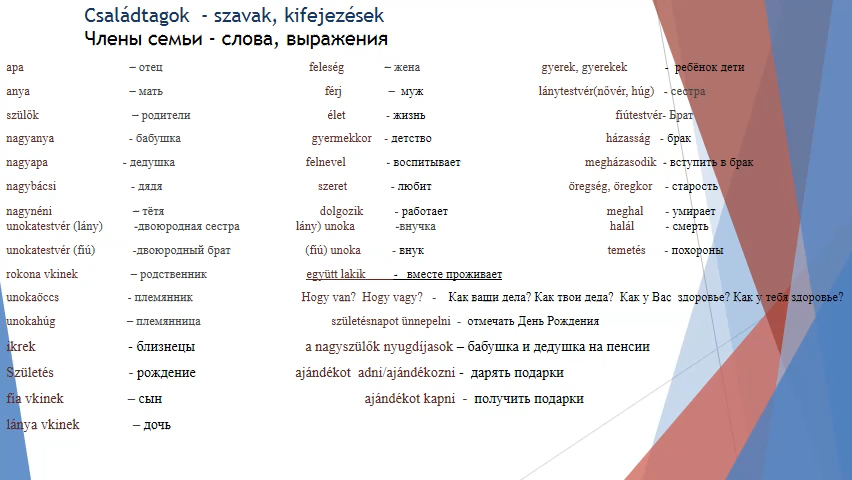 Családtagok - szavak, kifejezések
Члены семьи - слова, выражения
apa – отец feleség – жена gyerek, gyerekek - ребёнок дети
anya – мать férj – муж lánytestvér(nővér, húg) - сестра
szülők – родители élet - жизнь fiútestvér- Брат
nagyanya - бабушка gyermekkor - детство házasság - брак
nagyapa - дедушка felnevel - воспитывает megházasodik - вступить в брак
nagybácsi - дядя szeret - любит öregség, öregkor - старость
nagynéni – тётя dolgozik - работает meghal - умирает
unokatestvér (lány) -двоюродная сестра lány) unoka -внучка halál - смерть
unokatestvér (fiú) -двоюродный брат (fiú) unoka - внук temetés - похороны
rokona vkinek – родственник együtt lakik - вместе проживает
unokaöccs - племянник Hogy van? Hogy vagy? - Как ваши дела? Как твои деда? Как у Вас здоровье? Как у тебя здоровье?
unokahúg – племянница születésnapot ünnepelni - отмечать День Рождения
ikrek - близнецы a nagyszülők nyugdíjasok – бабушка и дедушка на пенсии
Születés - рождение ajándékot adni/ajándékozni - дарять подарки
fia vkinek – сын ajándékot kapni - получить подарки
lánya vkinek – дочь